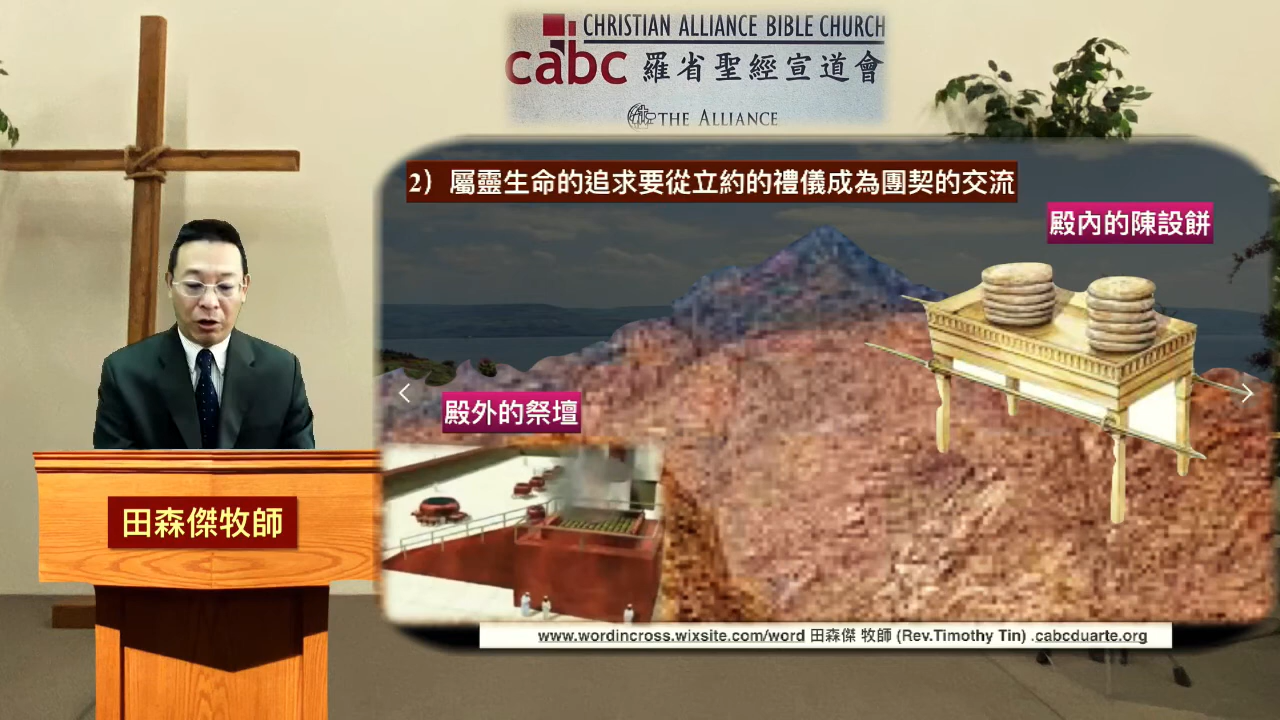 CHRISTIAN ALLIANCE BIBLE CHURCH
cabc 羅省聖經宣道會
THE ALLIANCE
2) 屬靈生命的追求要從立約的禮儀成為團契的交流
殿內的陳設餅
殿外的祭壇
田森傑牧師
www.wordincross.wixsite.com/word 田森傑 牧師 (Rev.Timothy Tin) .cabcduarte.org